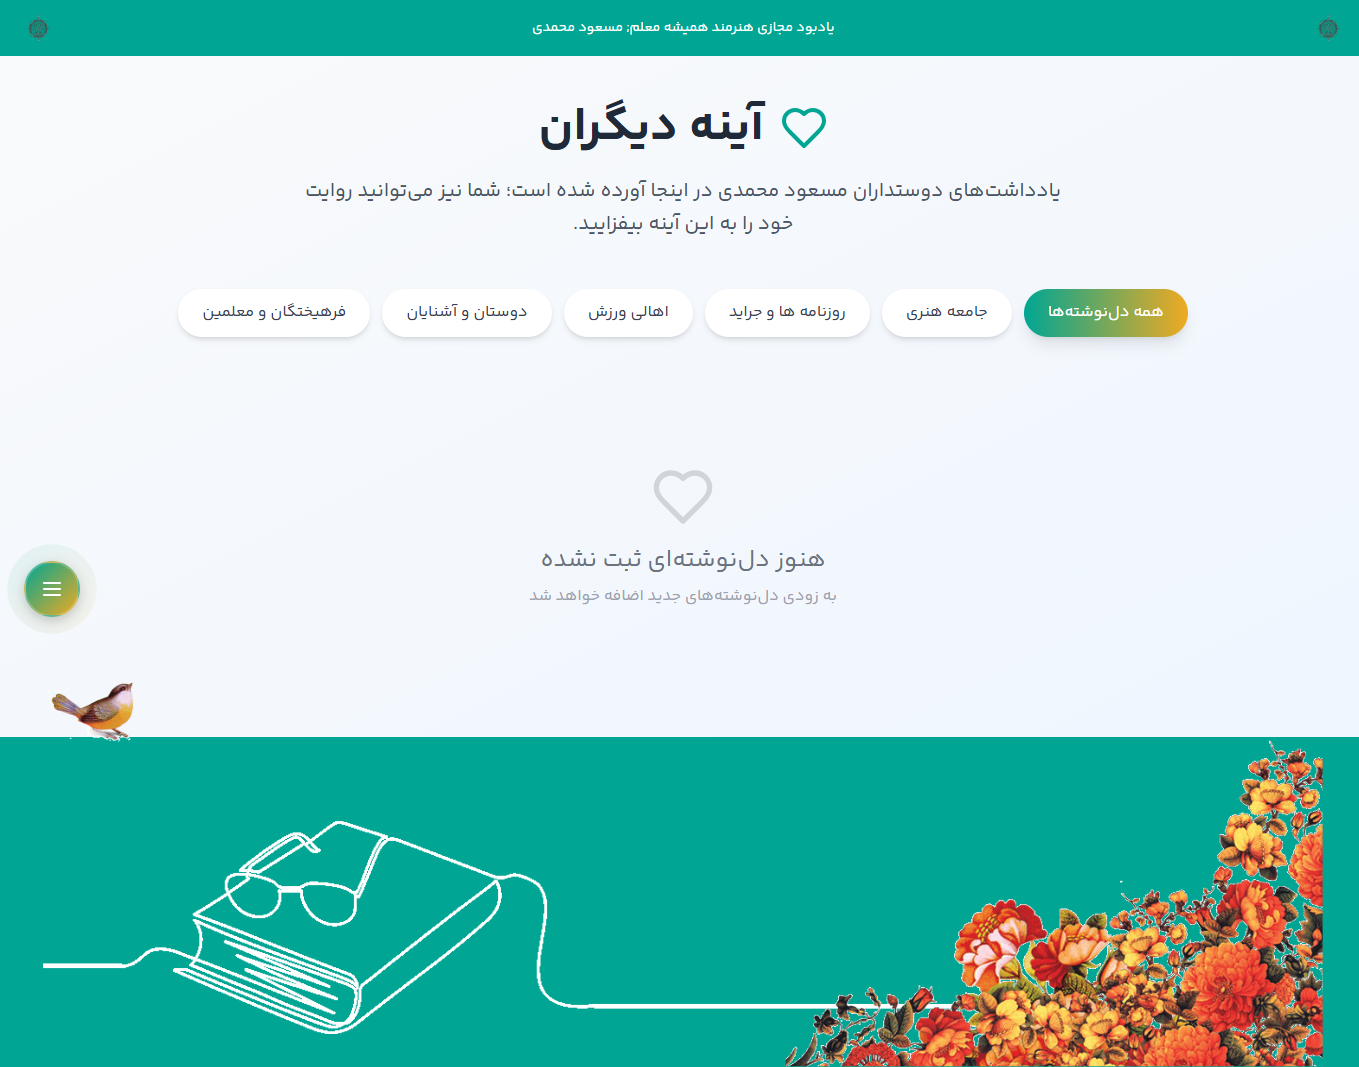 یادبود مجازی هنرمند همیشه معلم; مسعود محمدی
آینه دیگران
یادداشت‌های دوستداران مسعود محمدی در اینجا آورده شده است؛ شما نیز می‌توانید روایت
خود را به این آینه بیفزایید.
همه دل‌نوشته‌ها
جامعه هنری
روزنامه ها و جراید
اهالی ورزش
دوستان و آشنایان
فرهیختگان و معلمین
هنوز دل‌نوشته‌ای ثبت نشده
به زودی دل‌نوشته‌های جدید اضافه خواهد شد